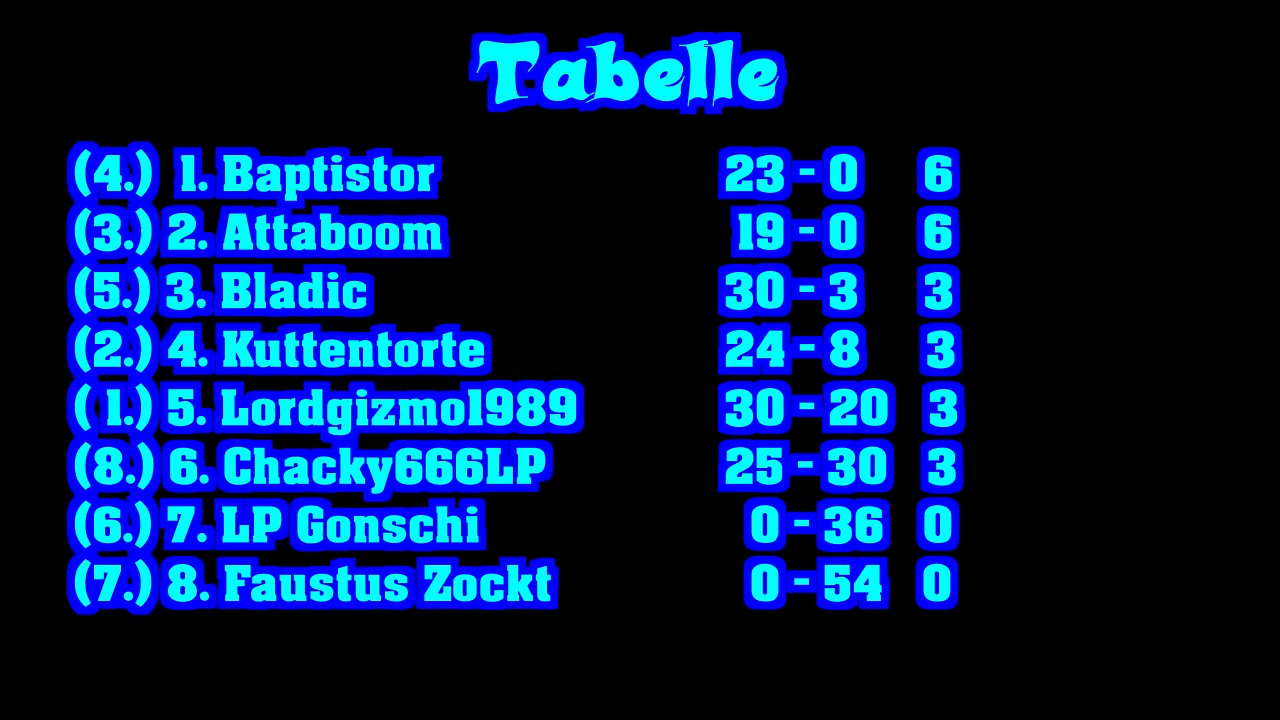 Tabelle
(4.) 1. Baptistor 23 - 0 6
(3.) 2. Attaboom 19 - 0 6
(5.) 3. Bladic 30 - 3 3
(2.) 4. Kuttentorte 24 - 8 3
( 1.) 5. Lordgizmo1989 30 - 20 3
(8.) 6. Chacky666LP 25 - 30 3
(6.) 7. LP Gonschi 0 - 36 0
(7.) 8. Faustus Zockt 0 - 54 0